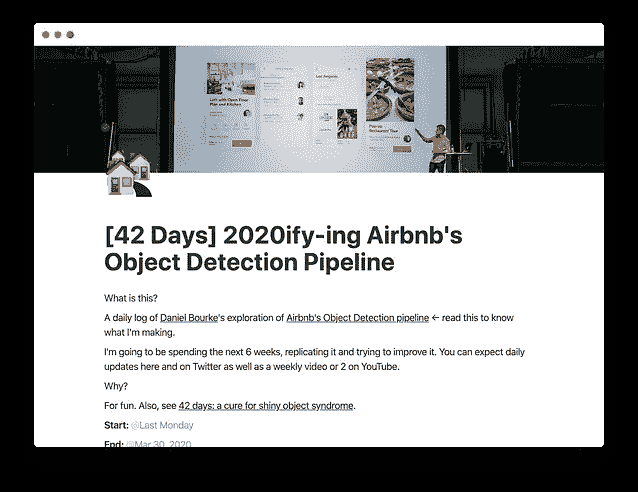 Los Angeles
Left with Open Floor
Plan and Kitchen
[42 Days] 2020ify-ing Airbnb's
Object Detection Pipeline
What is this?
A daily log of Daniel Bourke's exploration of Airbnb's Object Detection pipeline ← read this to know
what I'm making.
I'm going to be spending the next 6 weeks, replicating it and trying to improve it. You can expect daily
updates here and on Twitter as well as a weekly video or 2 on YouTube.
Why?
For fun. Also, see 42 days: a cure for shiny object syndrome.
Start: @Last Monday
End: @Mar 30, 2020